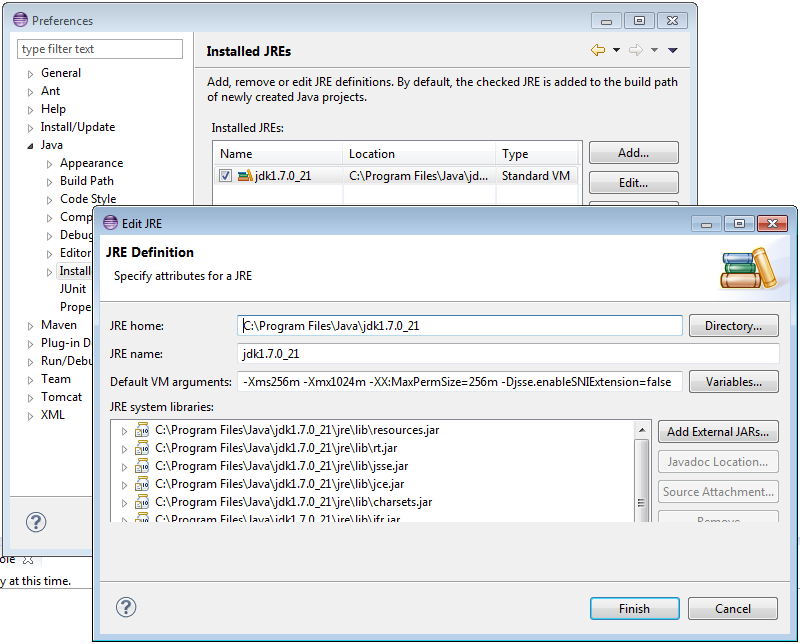 Preferences
type filter text
General
Ant
Help
Install/Update
Java
Appearance
Build Path
Code Style
Comp
Debug
Editor
Install
JUnit
Prope
Maven
Plug-in D
Run/Debu
Team
Tomcat
XML
Installed JREs
Add, remove or edit JRE definitions. By default, the checked JRE is added to the build path
of newly created Java projects.
Installed JREs:
Name Location Type
jdk1.7.0_21 C:\Program Files\Java\jd... Standard VM
Add...
Edit...
Edit JRE
JRE Definition
Specify attributes for a JRE
JRE home: C:\Program Files\Java\jdk1.7.0_21 Directory...
JRE name: jdk1.7.0_21
Default VM arguments: -Xms256m -Xmx1024m -XX:MaxPermSize=256m -Djsse.enableSNIExtension=false Variables...
JRE system libraries:
C:\Program Files\Java\jdk1.7.0_21\jre\lib\resources.jar
C:\Program Files\Java\jdk1.7.0_21\jre\lib\rt.jar
C:\Program Files\Java\jdk1.7.0_21\jre\lib\jsse.jar
C:\Program Files\Java\jdk1.7.0_21\jre\lib\jce.jar
C:\Program Files\Java\jdk1.7.0_21\jre\lib\charsets.jar
C:\Program Files\Java\jdk1.7.0_21\jre\lib\jfr.jar
Add External JARs...
Javadoc Location...
Source Attachment...
Remove
ole
y at this time.
Finish Cancel